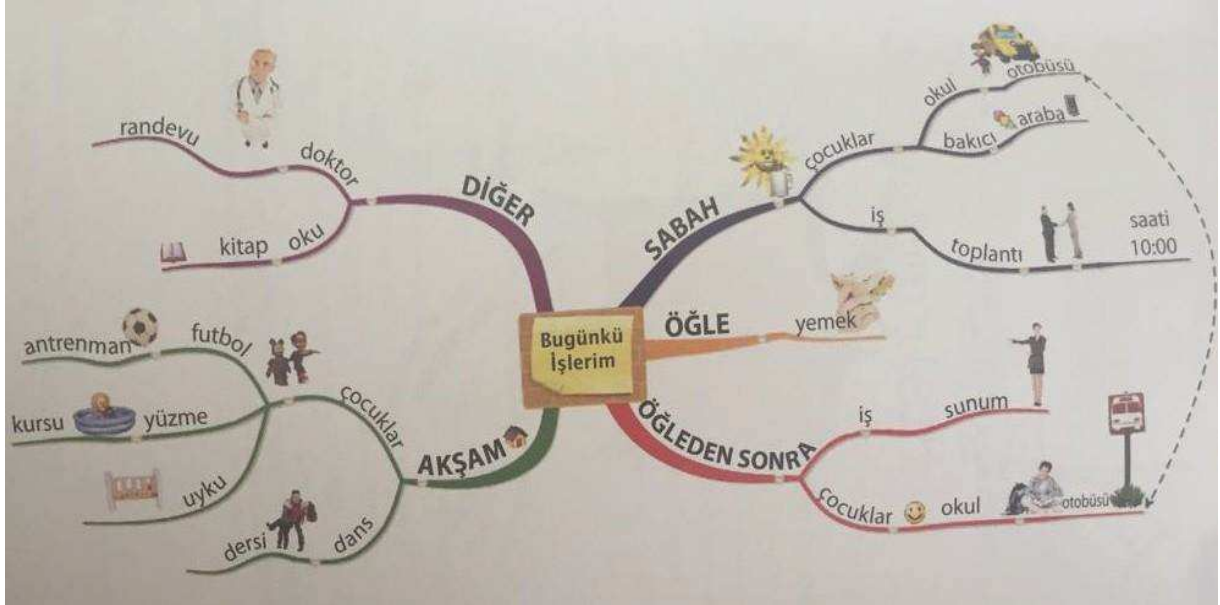 Bugünkü
İşlerim
SABAH
çocuklar
okul otobüsü
bakıcı araba
iş
toplantı
saati
10:00
ÖĞLE
yemek
ÖĞLEDEN SONRA
iş sunum
çocuklar okul otobüsü
AKŞAM
çocuklar
futbol antrenman
yüzme kursu
uyku
dans dersi
DİĞER
doktor randevu
kitap oku